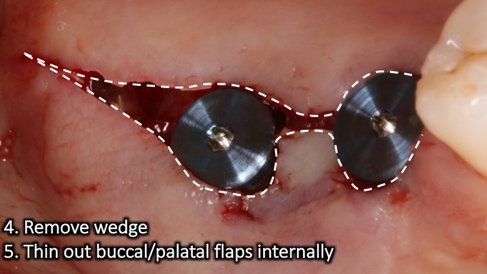 4. Remove wedge
5. Thin out buccal/palatal flaps internally